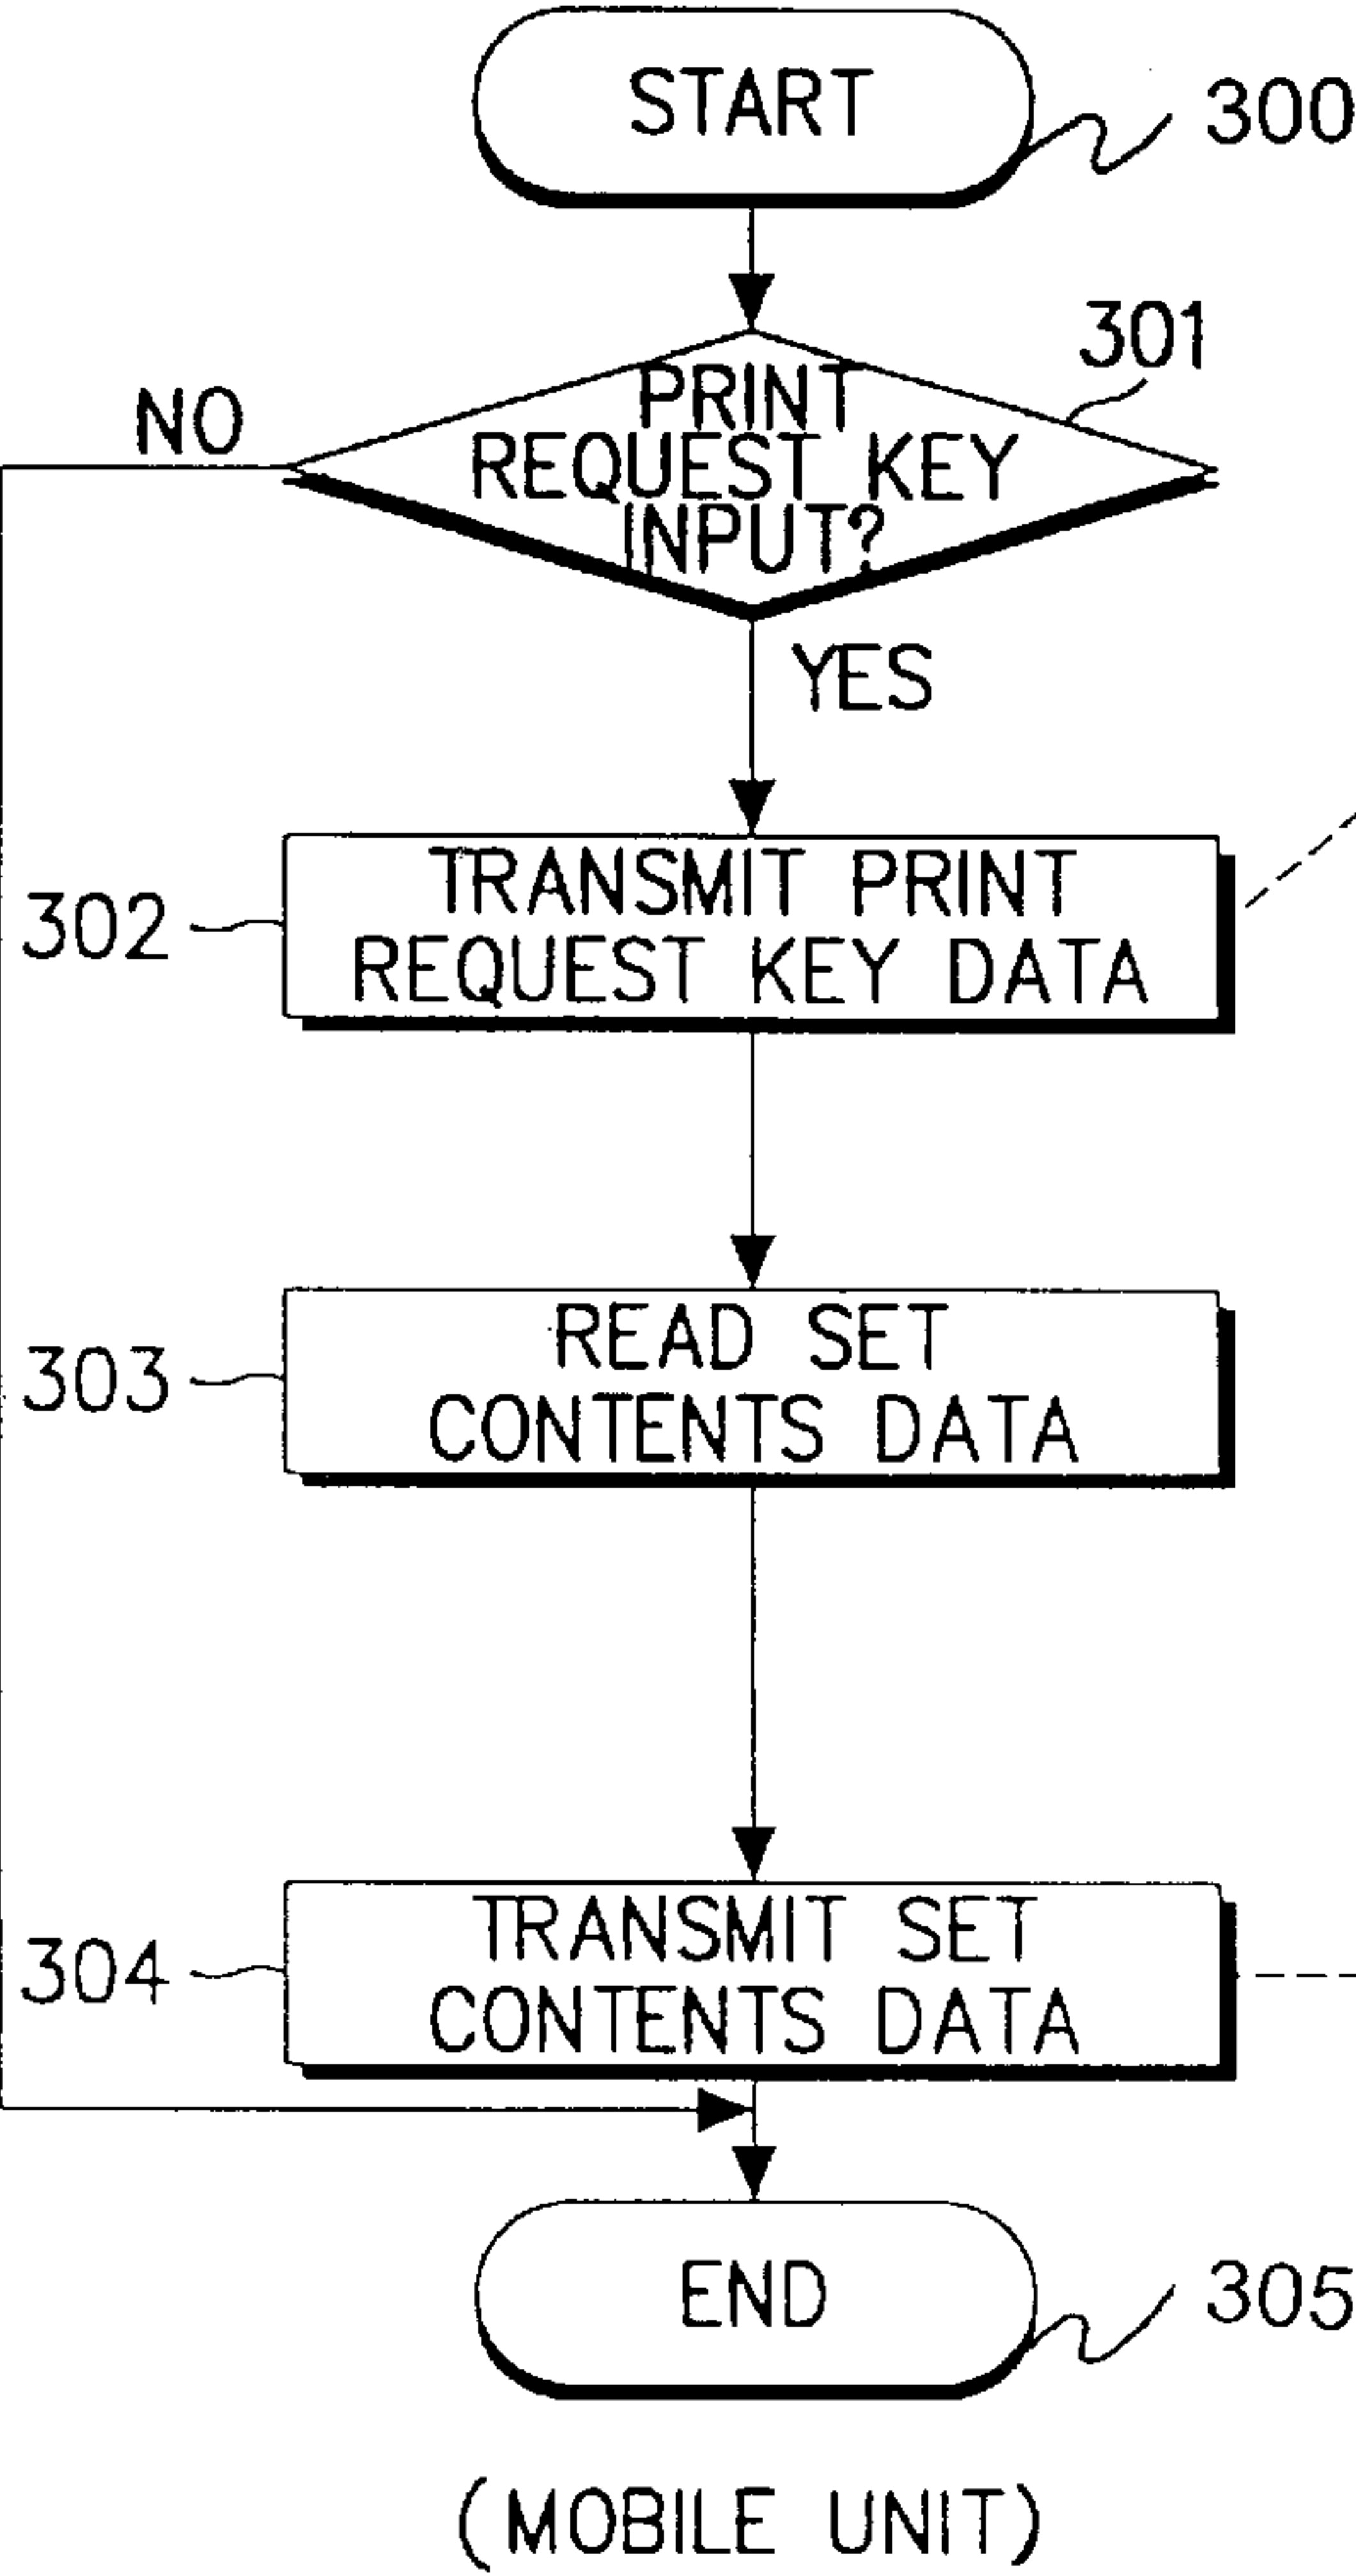 START
300
301
NO
PRINT
REQUEST KEY
INPUT?
YES
302
TRANSMIT PRINT
REQUEST KEY DATA
303
READ SET
CONTENTS DATA
304
TRANSMIT SET
CONTENTS DATA
END
305
(MOBILE UNIT)